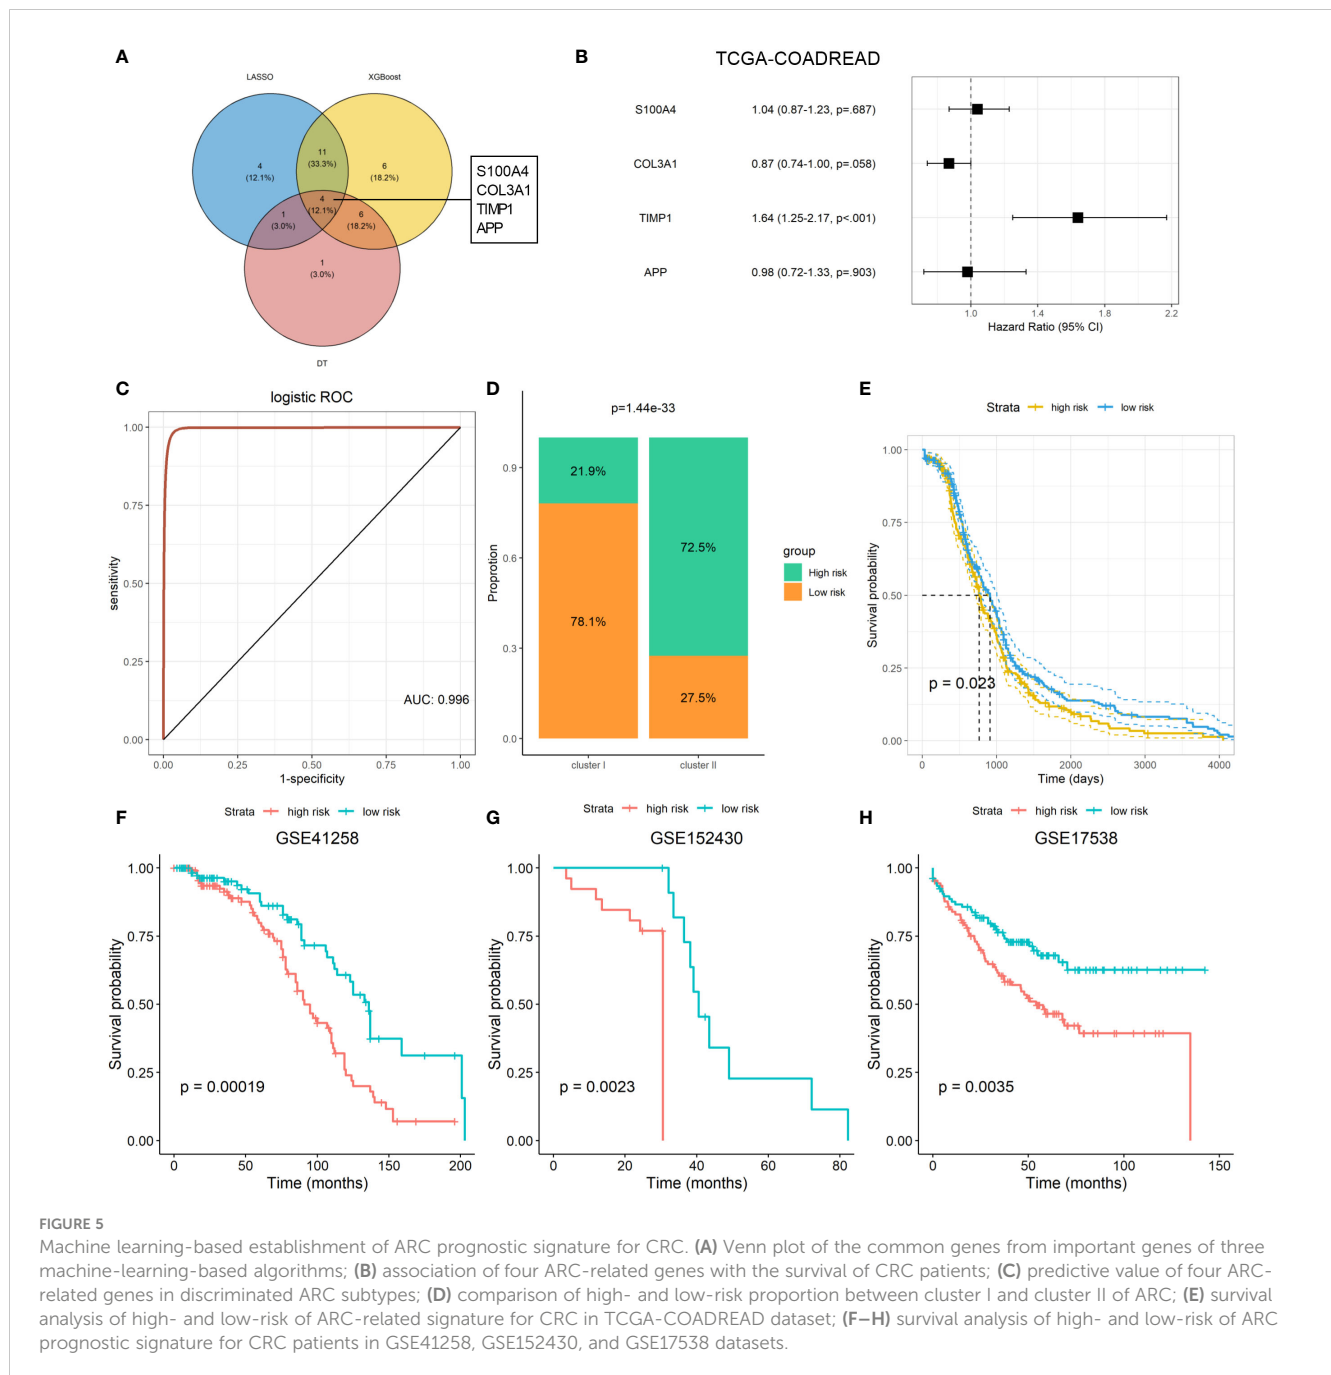 A
LASSO
XGBoost
4
(12.1%)
11
(33.3%)
6
(18.2%)
4
(12.1%)
1
(3.0%)
6
(18.2%)
1
(3.0%)
DT
S100A4
COL3A1
TIMP1
APP
B
TCGA-COADREAD
S100A4 1.04 (0.87-1.23, p=.687)
COL3A1 0.87 (0.74-1.00, p=.058)
TIMP1 1.64 (1.25-2.17, p<.001)
APP 0.98 (0.72-1.33, p=.903)
1.0 1.4 1.8 2.2
Hazard Ratio (95% CI)
C
logistic ROC
sensitivity
1.00
0.75
0.50
0.25
0.00
AUC: 0.996
0.00 0.25 0.50 0.75 1.00
1-specificity
D
p=1.44e-33
Proprotion
0.9
0.6
0.3
0.0
21.9%
78.1%
72.5%
27.5%
cluster I cluster II
group
High risk
Low risk
E
Strata high risk low risk
Survival probability
1.00
0.75
0.50
0.25
0.00
p = 0.023
0 1000 2000 3000 4000
Time (days)
F
Strata high risk low risk
GSE41258
Survival probability
1.00
0.75
0.50
0.25
0.00
p = 0.00019
0 50 100 150 200
Time (months)
G
Strata high risk low risk
GSE152430
Survival probability
1.00
0.75
0.50
0.25
0.00
p = 0.0023
0 20 40 60 80
Time (months)
H
Strata high risk low risk
GSE17538
Survival probability
1.00
0.75
0.50
0.25
0.00
p = 0.0035
0 50 100 150
Time (months)
FIGURE 5
Machine learning-based establishment of ARC prognostic signature for CRC. (A) Venn plot of the common genes from important genes of three
machine-learning-based algorithms; (B) association of four ARC-related genes with the survival of CRC patients; (C) predictive value of four ARC-
related genes in discriminated ARC subtypes; (D) comparison of high- and low-risk proportion between cluster I and cluster II of ARC; (E) survival
analysis of high- and low-risk of ARC-related signature for CRC in TCGA-COADREAD dataset; (F–H) survival analysis of high- and low-risk of ARC
prognostic signature for CRC patients in GSE41258, GSE152430, and GSE17538 datasets.